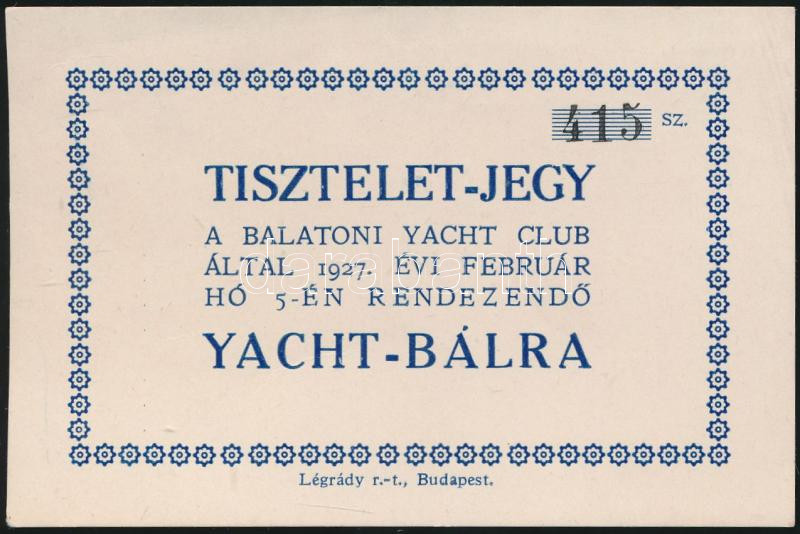 415 SZ.
TISZTELET-JEGY
A BALATONI YACHT CLUB
ÁLTAL 1927. ÉVI FEBRUÁR
HÓ 5-ÉN RENDEZENDŐ
YACHT-BÁLRA
Légrády r.-t., Budapest.
darabanth